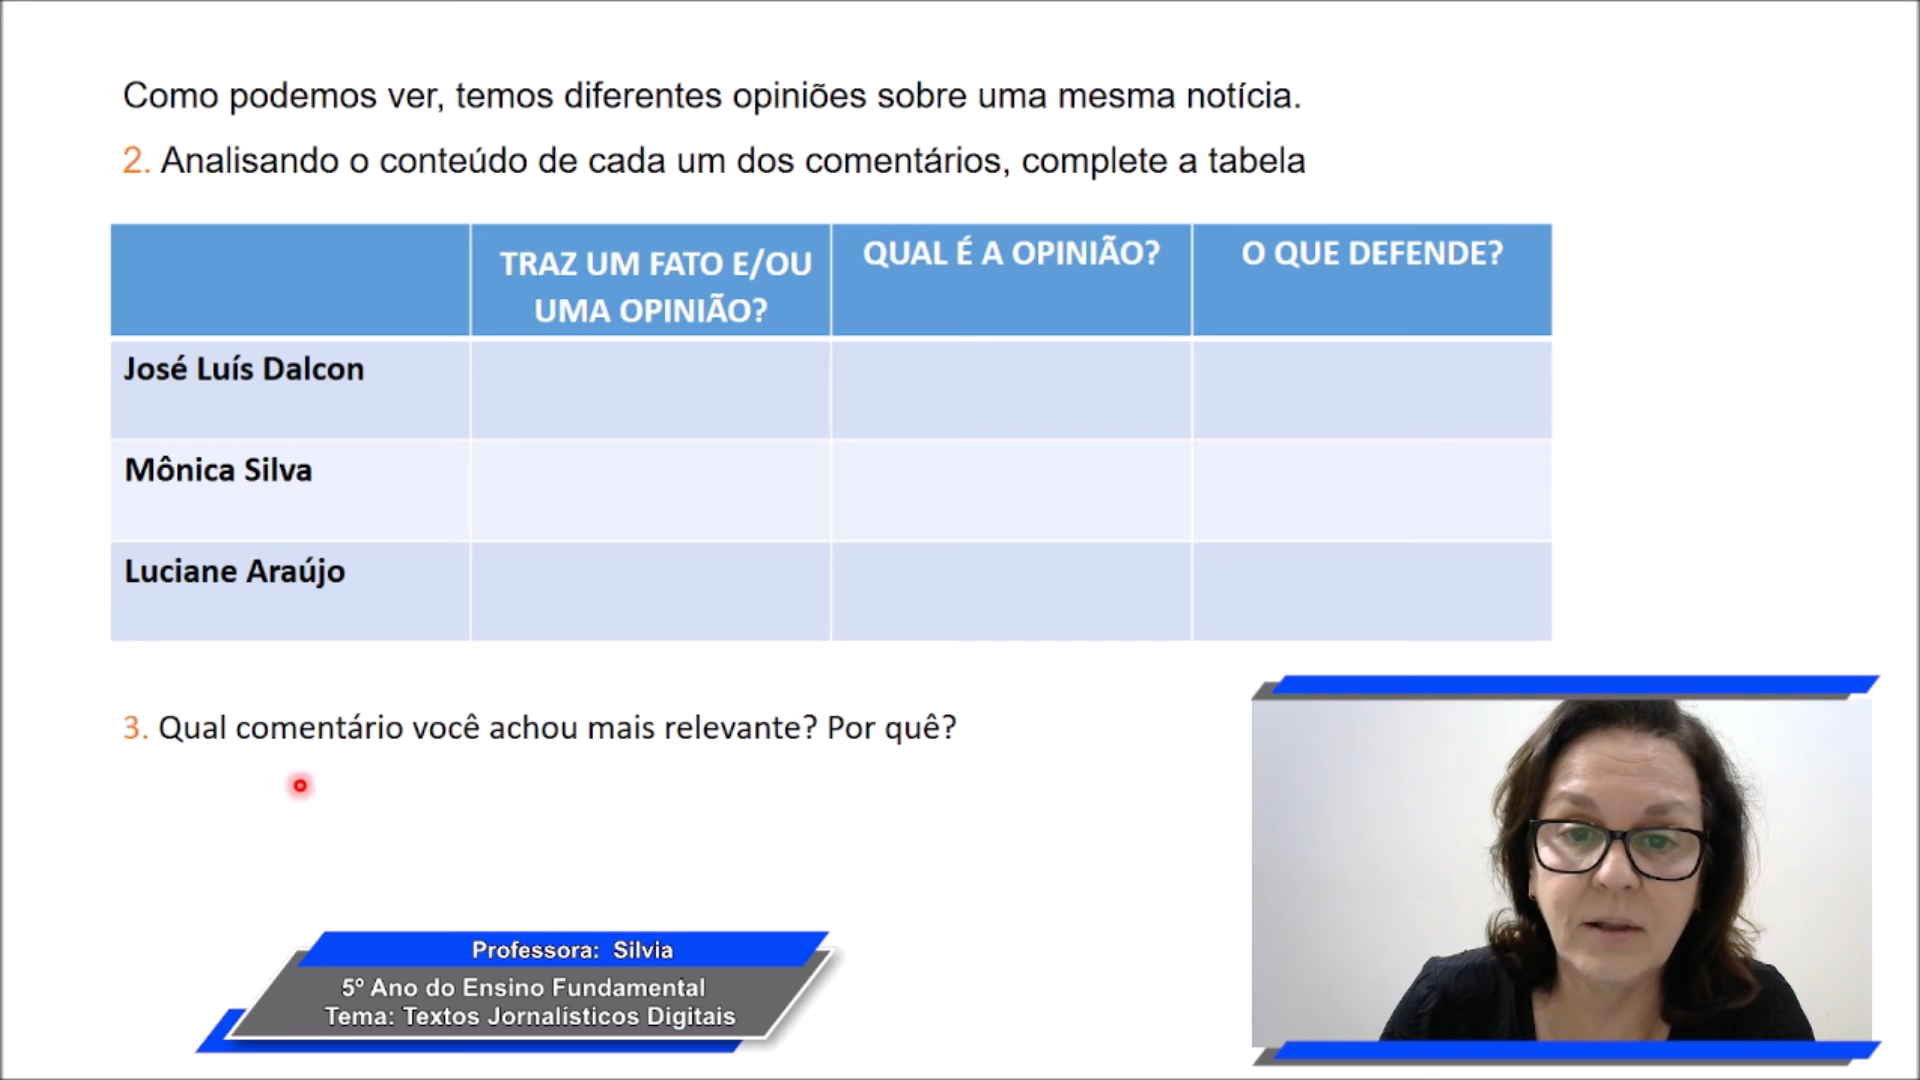 Como podemos ver, temos diferentes opiniões sobre uma mesma notícia.
2. Analisando o conteúdo de cada um dos comentários, complete a tabela
TRAZ UM FATO E/OU
UMA OPINIÃO?
QUAL É A OPINIÃO?
O QUE DEFENDE?
José Luís Dalcon
Mônica Silva
Luciane Araújo
3. Qual comentário você achou mais relevante? Por quê?
Professora: Silvia
5º Ano do Ensino Fundamental
Tema: Textos Jornalísticos Digitais